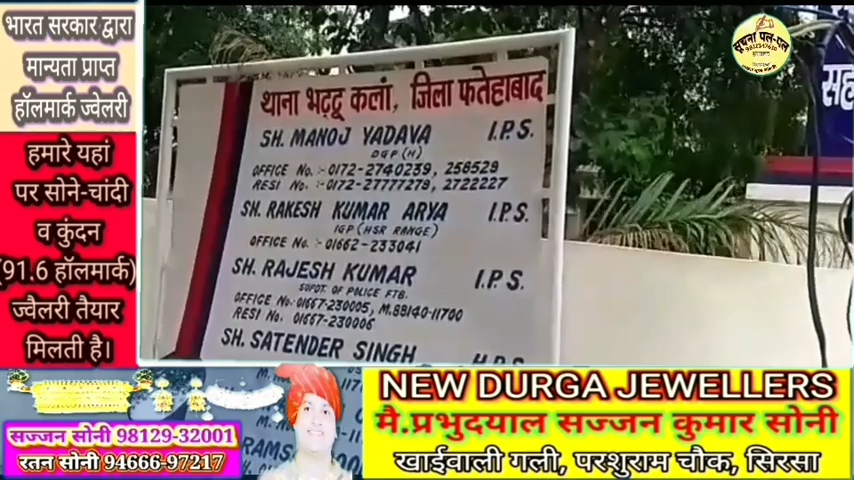 भारत सरकार द्वारा
मान्यता प्राप्त
हॉलमार्क ज्वेलरी
हमारे यहां
पर सोने-चांदी
व कुंदन
(91.6 हॉलमार्क)
ज्वैलरी तैयार
मिलती है।
सूचना पल-पल
थाना भट्टू कलां, जिला फतेहाबाद
SH. MANOJ YADAVA I.P.S.
DGP (H)
OFFICE No. :- 0172-2740239, 256529
RESI No. :- 0172-27777279, 2722227
SH. RAKESH KUMAR ARYA I.P.S.
IGP (HSR RANGE)
OFFICE No. :- 01662-233041
SH. RAJESH KUMAR I.P.S.
SUPDT. OF POLICE FTB.
OFFICE No. :-01667-230005, M.88140-11700
RESI No. :-01667-230006
SH. SATENDER SINGH H.P.S.
सज्जन सोनी 98129-32001
रतन सोनी 94666-97217
NEW DURGA JEWELLERS
मै.प्रभुदयाल सज्जन कुमार सोनी
खाईवाली गली, परशुराम चौक, सिरसा